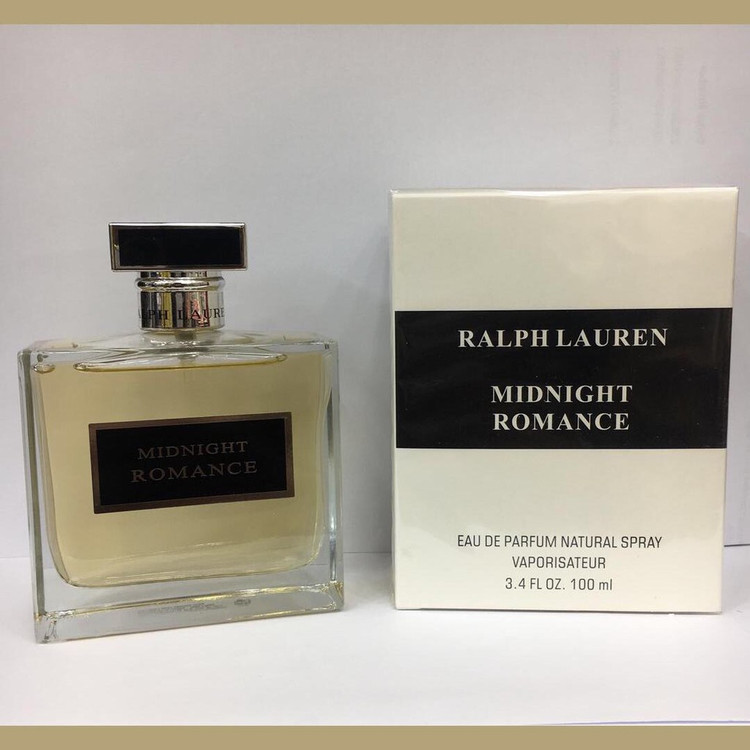 RALPH LAUREN
MIDNIGHT
ROMANCE
RALPH LAUREN
MIDNIGHT
ROMANCE
EAU DE PARFUM NATURAL SPRAY
VAPORISATEUR
3.4 FL OZ. 100 ml